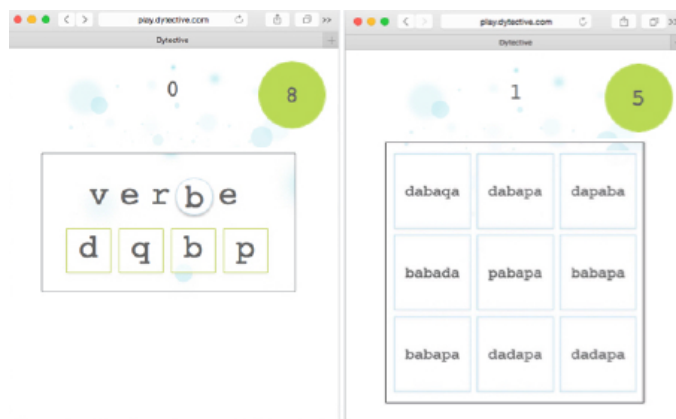 play.dytective.com
Dytective
0
8
verbe
d q b p
play.dytective.com
Dytective
1
5
dabaqa dabapa dapaba
babada pabapa babapa
babapa dadapa dadapa